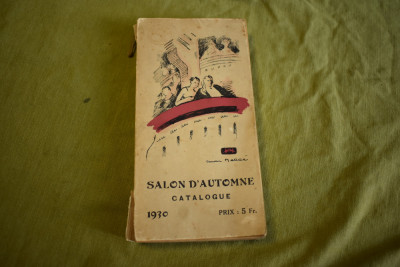 SALON D'AUTOMNE
CATALOGUE
1930 PRIX : 5 Fr.